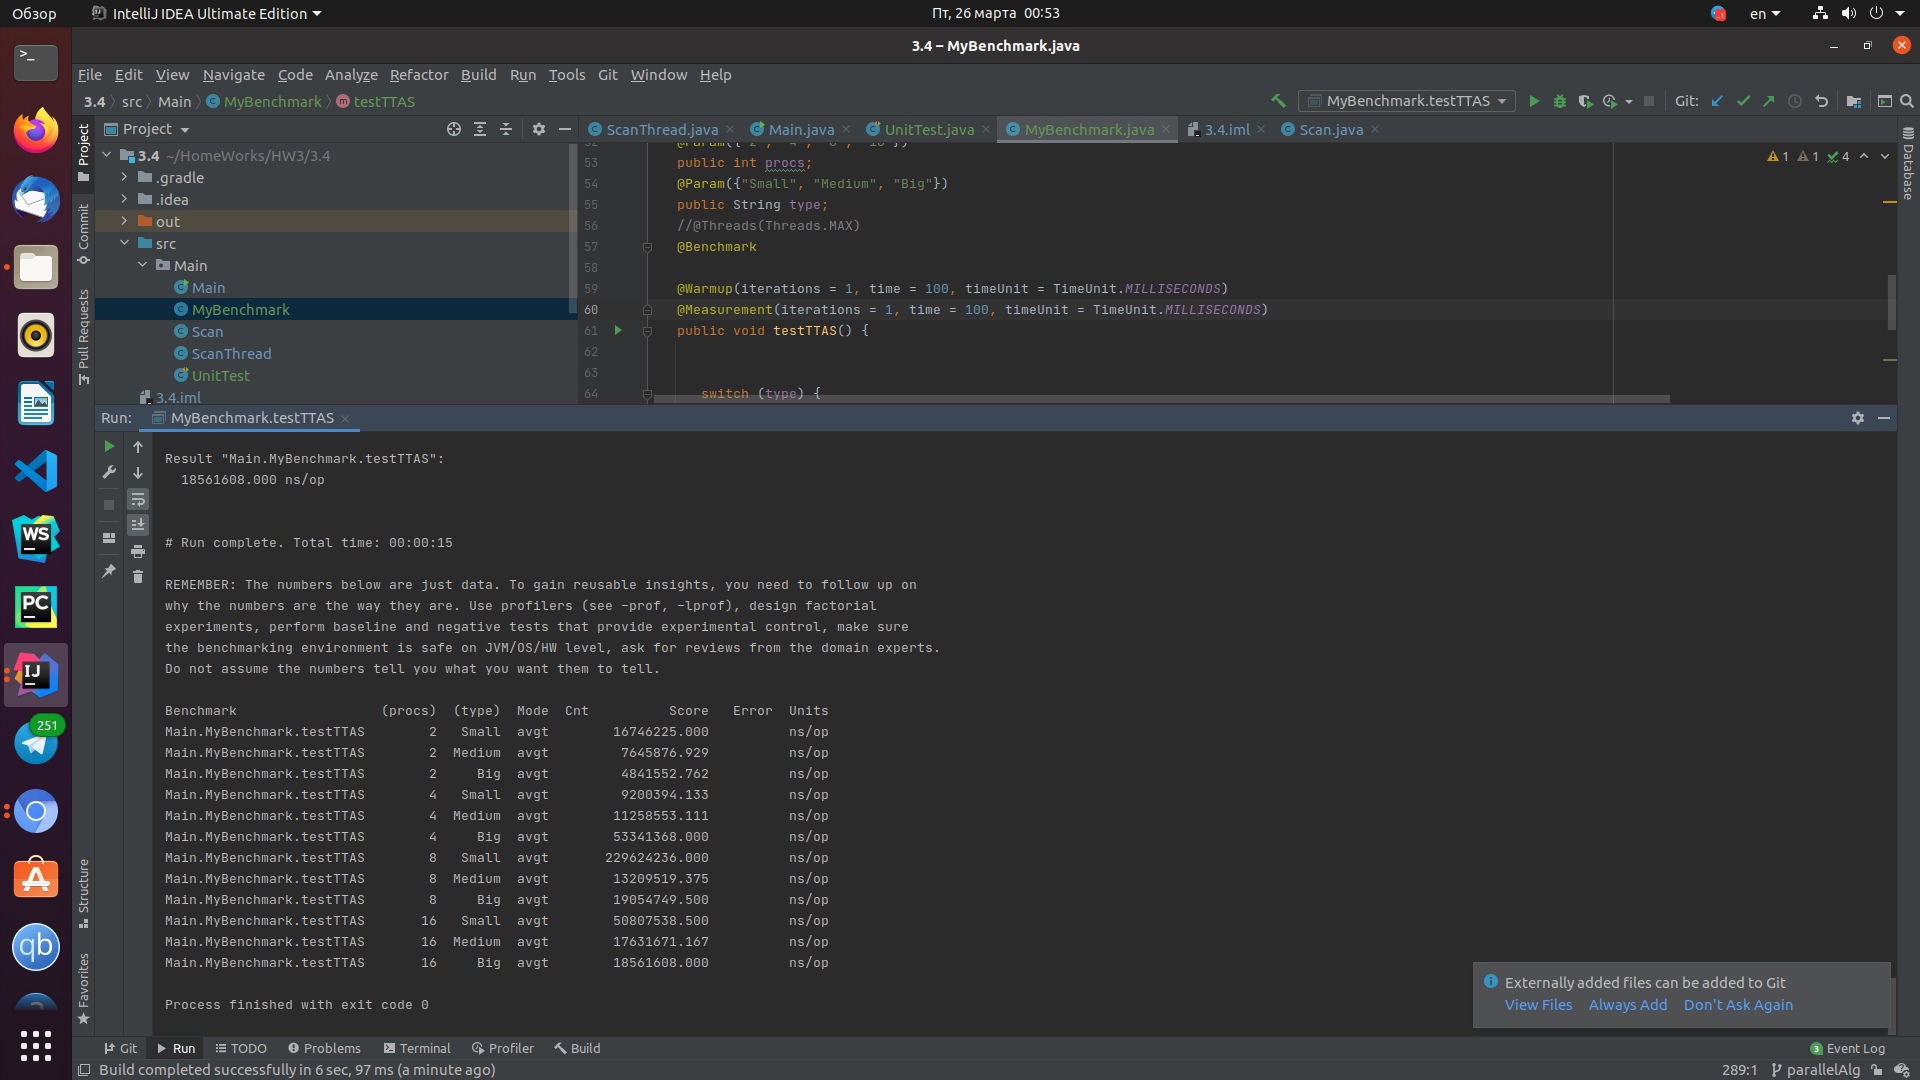 Обзор
IntelliJ IDEA Ultimate Edition
Пт, 26 марта 00:53
en
3.4 – MyBenchmark.java
File Edit View Navigate Code Analyze Refactor Build Run Tools Git Window Help
3.4 src Main MyBenchmark testTTAS
MyBenchmark.testTTAS
Git:
Project
ScanThread.java
Main.java
UnitTest.java
MyBenchmark.java
3.4.iml
Scan.java
Project
Commit
Pull Requests
Structure
Favorites
Database
3.4 ~/HomeWorks/HW3/3.4
.gradle
.idea
out
src
Main
Main
MyBenchmark
Scan
ScanThread
UnitTest
3.4.iml
1 1 4
53 public int procs;
54 @Param({"Small", "Medium", "Big"})
55 public String type;
56 //@Threads(Threads.MAX)
57 @Benchmark
58
59 @Warmup(iterations = 1, time = 100, timeUnit = TimeUnit.MILLISECONDS)
60 @Measurement(iterations = 1, time = 100, timeUnit = TimeUnit.MILLISECONDS)
61 public void testTTAS() {
62
63
64 switch (type) {
Run: MyBenchmark.testTTAS
Result "Main.MyBenchmark.testTTAS":
18561608.000 ns/op
# Run complete. Total time: 00:00:15
REMEMBER: The numbers below are just data. To gain reusable insights, you need to follow up on
why the numbers are the way they are. Use profilers (see -prof, -lprof), design factorial
experiments, perform baseline and negative tests that provide experimental control, make sure
the benchmarking environment is safe on JVM/OS/HW level, ask for reviews from the domain experts.
Do not assume the numbers tell you what you want them to tell.
Benchmark (procs) (type) Mode Cnt Score Error Units
Main.MyBenchmark.testTTAS 2 Small avgt 16746225.000 ns/op
Main.MyBenchmark.testTTAS 2 Medium avgt 7645876.929 ns/op
Main.MyBenchmark.testTTAS 2 Big avgt 4841552.762 ns/op
Main.MyBenchmark.testTTAS 4 Small avgt 9200394.133 ns/op
Main.MyBenchmark.testTTAS 4 Medium avgt 11258553.111 ns/op
Main.MyBenchmark.testTTAS 4 Big avgt 53341368.000 ns/op
Main.MyBenchmark.testTTAS 8 Small avgt 229624236.000 ns/op
Main.MyBenchmark.testTTAS 8 Medium avgt 13209519.375 ns/op
Main.MyBenchmark.testTTAS 8 Big avgt 19054749.500 ns/op
Main.MyBenchmark.testTTAS 16 Small avgt 50807538.500 ns/op
Main.MyBenchmark.testTTAS 16 Medium avgt 17631671.167 ns/op
Main.MyBenchmark.testTTAS 16 Big avgt 18561608.000 ns/op
Process finished with exit code 0
Externally added files can be added to Git
View Files Always Add Don't Ask Again
Git Run TODO Problems Terminal Profiler Build
3 Event Log
Build completed successfully in 6 sec, 97 ms (a minute ago)
289:1 parallelAlg
WS
PC
IJ
251
qb